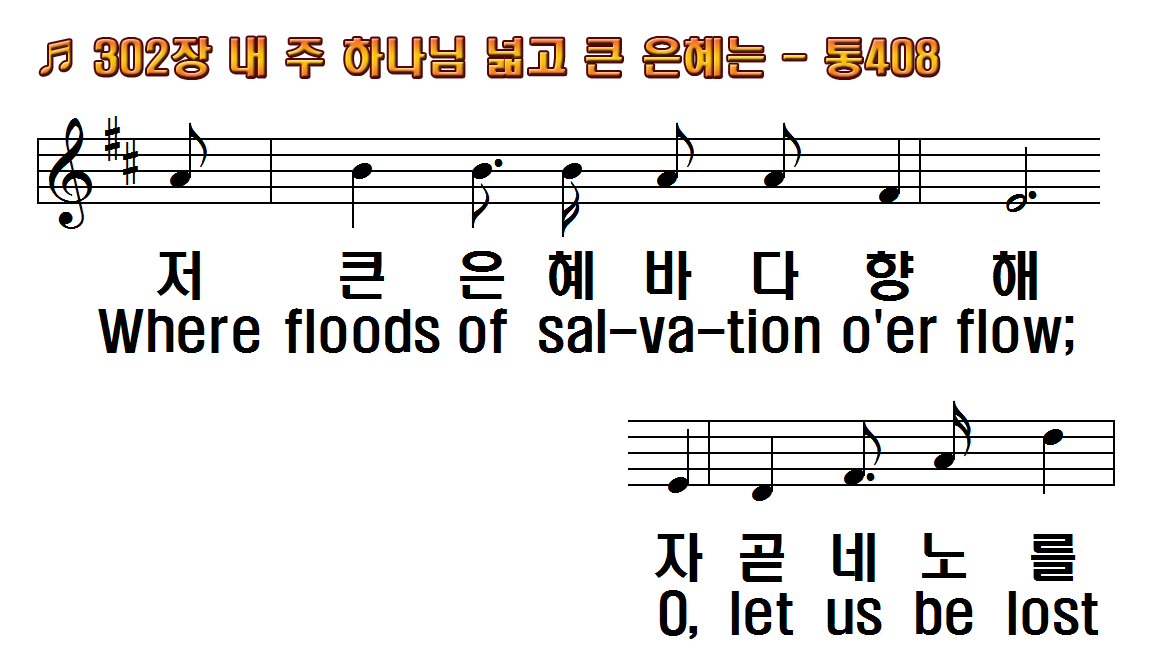 ♬ 302장 내 주 하나님 넓고 큰 은혜는 - 통408
저 큰 은 혜 바 다 향 해
Where floods of sal-va-tion o'er flow;
자 곧 네 노 를
O, let us be lost